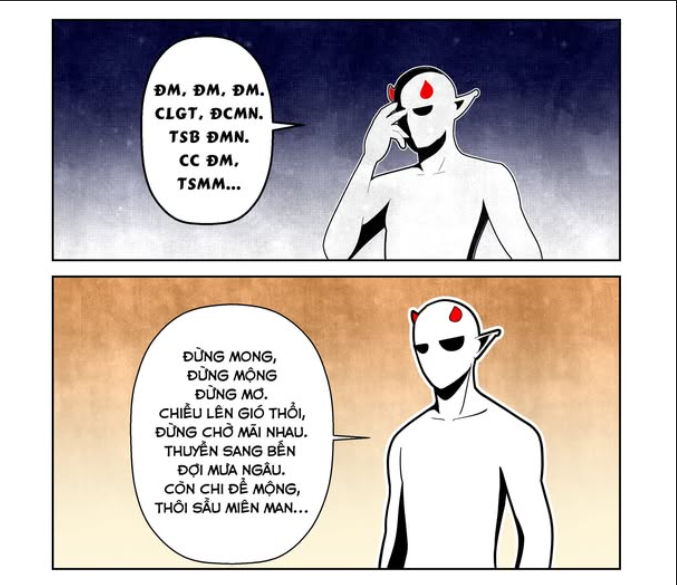 ĐM, ĐM, ĐM.
CLGT, ĐCMN.
TSB ĐMN.
CC ĐM,
TSMM...
ĐỪNG MONG,
ĐỪNG MỘNG
ĐỪNG MƠ.
CHIỀU LÊN GIÓ THỔI,
ĐỪNG CHỜ MÃI NHAU.
THUYỀN SANG BẾN
ĐỢI MƯA NGÂU.
CÒN CHI ĐỂ MỘNG,
THÔI SẦU MIÊN MAN...